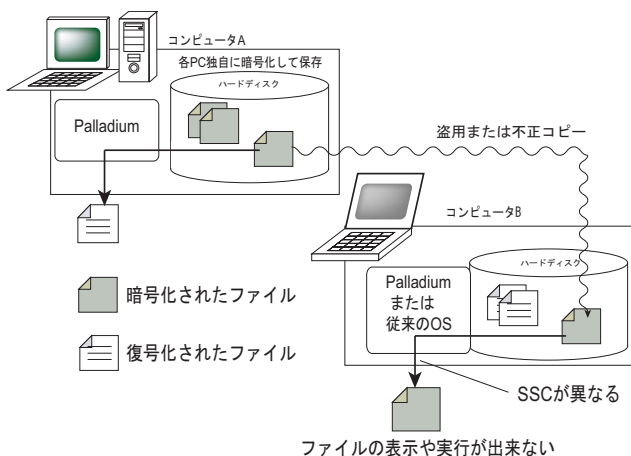 コンピュータA
各PC独自に暗号化して保存
ハードディスク
Palladium
盗用または不正コピー
コンピュータB
ハードディスク
Palladium
または
従来のOS
暗号化されたファイル
復号化されたファイル
SSCが異なる
ファイルの表示や実行が出来ない